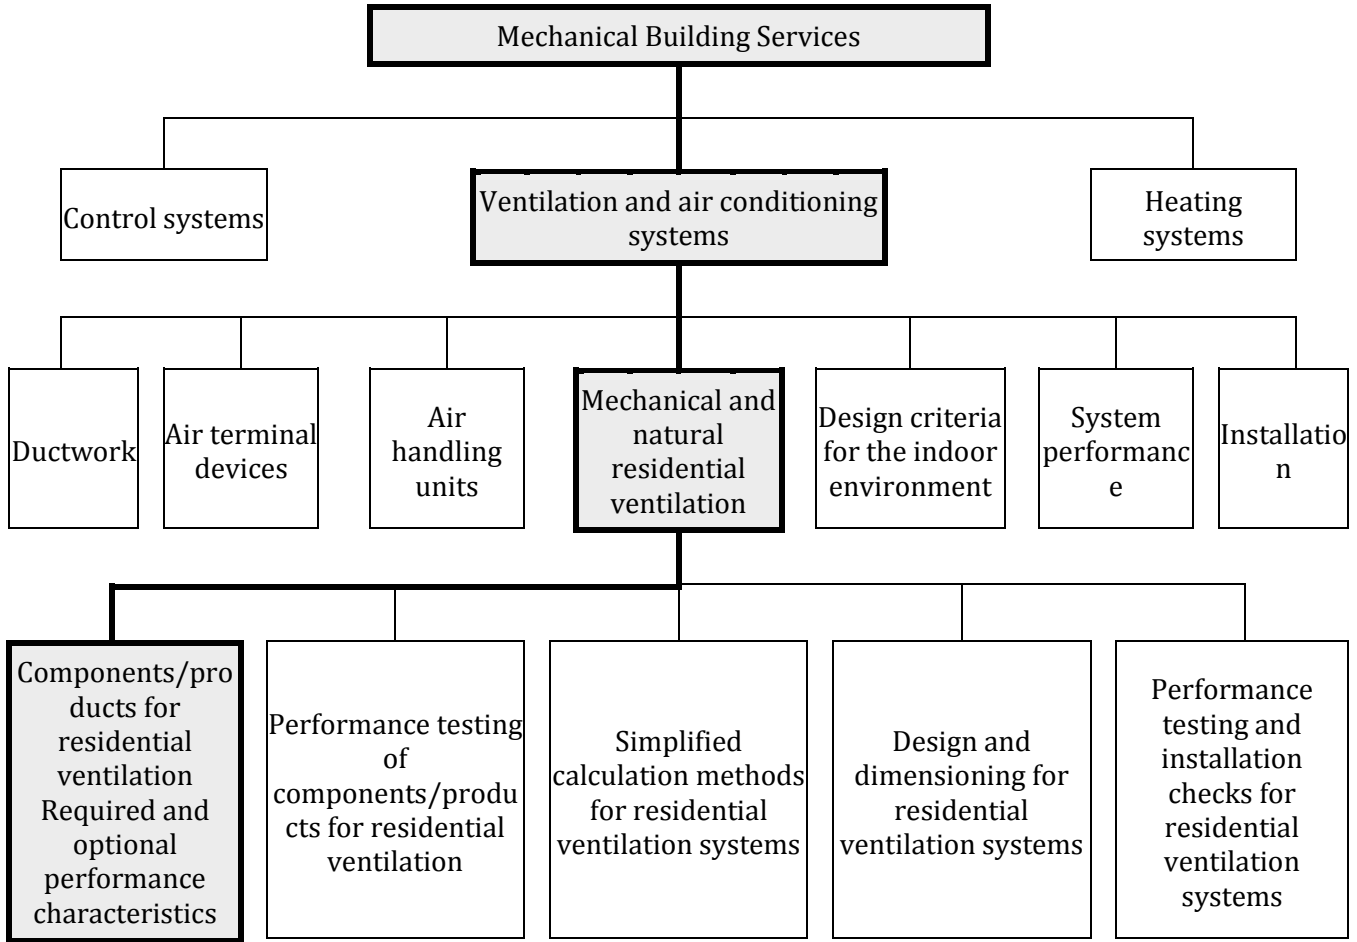 Mechanical Building Services
Control systems
Ventilation and air conditioning
systems
Heating
systems
Ductwork
Air terminal
devices
Air
handling
units
Mechanical and
natural
residential
ventilation
Design criteria
for the indoor
environment
System
performanc
e
Installatio
n
Components/pro
ducts for
residential
ventilation
Required and
optional
performance
characteristics
Performance testing
of
components/produ
cts for residential
ventilation
Simplified
calculation methods
for residential
ventilation systems
Design and
dimensioning for
residential
ventilation systems
Performance
testing and
installation
checks for
residential
ventilation
systems